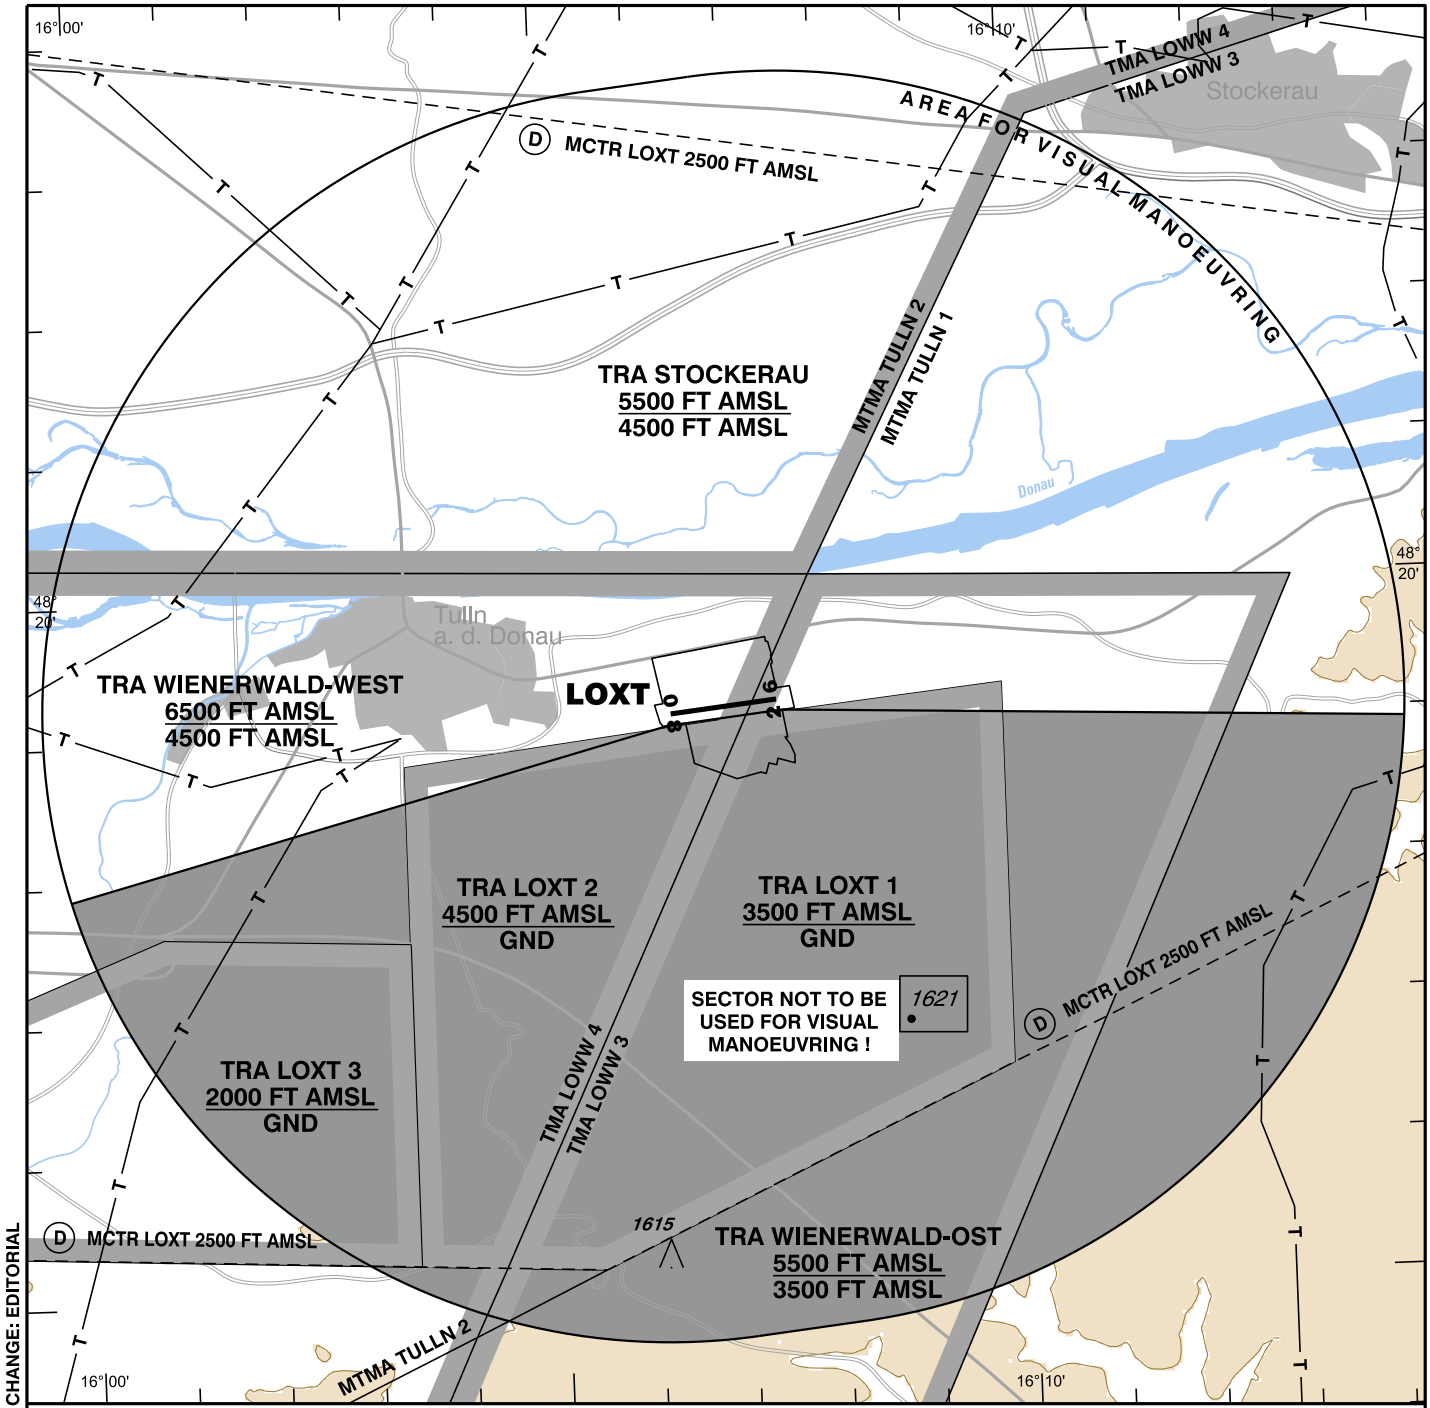 16°00'
16°10'
TMA LOWW 4
TMA LOWW 3
Stockerau
AREA FOR VISUAL MANOEUVRING
D MCTR LOXT 2500 FT AMSL
MTMA TULLN 2
MTMA TULLN 1
TRA STOCKERAU
5500 FT AMSL
4500 FT AMSL
Donau
48°
20'
48°
20'
Tulln
a. d. Donau
TRA WIENERWALD-WEST
6500 FT AMSL
4500 FT AMSL
LOXT
08
26
TRA LOXT 2
4500 FT AMSL
GND
TRA LOXT 1
3500 FT AMSL
GND
SECTOR NOT TO BE
USED FOR VISUAL
MANOEUVRING !
1621
D MCTR LOXT 2500 FT AMSL
TRA LOXT 3
2000 FT AMSL
GND
TMA LOWW 4
TMA LOWW 3
1615
D MCTR LOXT 2500 FT AMSL
TRA WIENERWALD-OST
5500 FT AMSL
3500 FT AMSL
MTMA TULLN 2
16°00'
16°10'
CHANGE: EDITORIAL